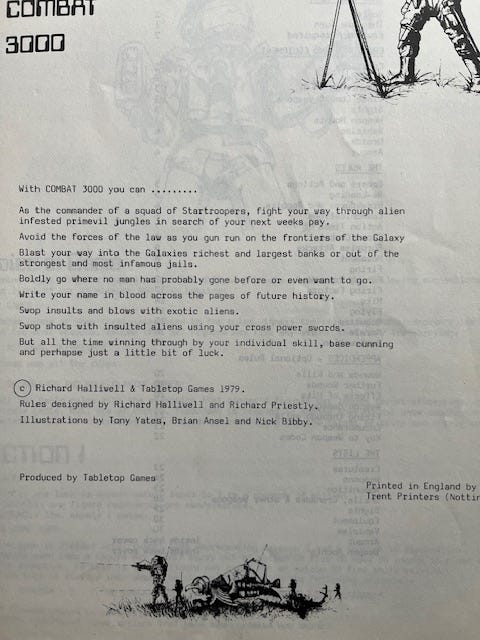 COMBAT
3000
With COMBAT 3000 you can .........
As the commander of a squad of Startroopers, fight your way through alien
infested primevil jungles in search of your next weeks pay.
Avoid the forces of the law as you gun run on the frontiers of the Galaxy
Blast your way into the Galaxies richest and largest banks or out of the
strongest and most infamous jails.
Boldly go where no man has probably gone before or even want to go.
Write your name in blood across the pages of future history.
Swop insults and blows with exotic aliens.
Swop shots with insulted aliens using your cross power swords.
But all the time winning through by your individual skill, base cunning
and perhapse just a little bit of luck.
© Richard Halliwell & Tabletop Games 1979.
Rules designed by Richard Halliwell and Richard Priestly.
Illustrations by Tony Yates, Brian Ansel and Nick Bibby.
Produced by Tabletop Games
Printed in England by
Trent Printers (Nottin